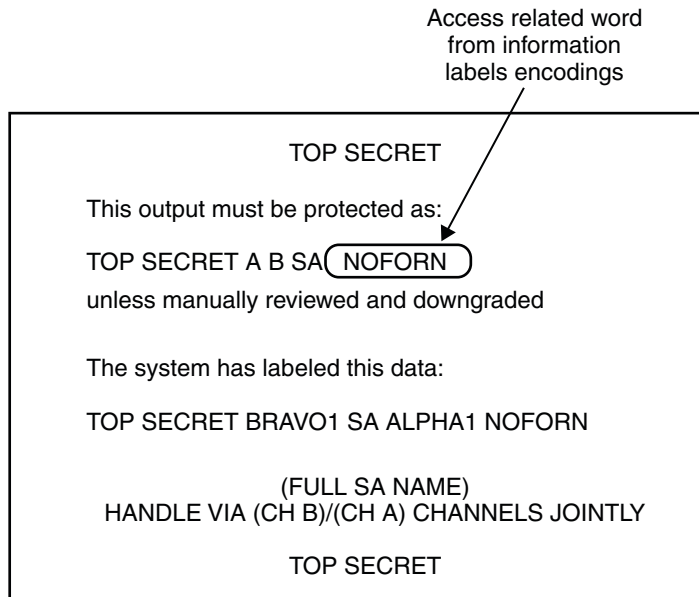 Access related word
from information
labels encodings
TOP SECRET
This output must be protected as:
TOP SECRET A B SA NOFORN
unless manually reviewed and downgraded
The system has labeled this data:
TOP SECRET BRAVO1 SA ALPHA1 NOFORN
(FULL SA NAME)
HANDLE VIA (CH B)/(CH A) CHANNELS JOINTLY
TOP SECRET